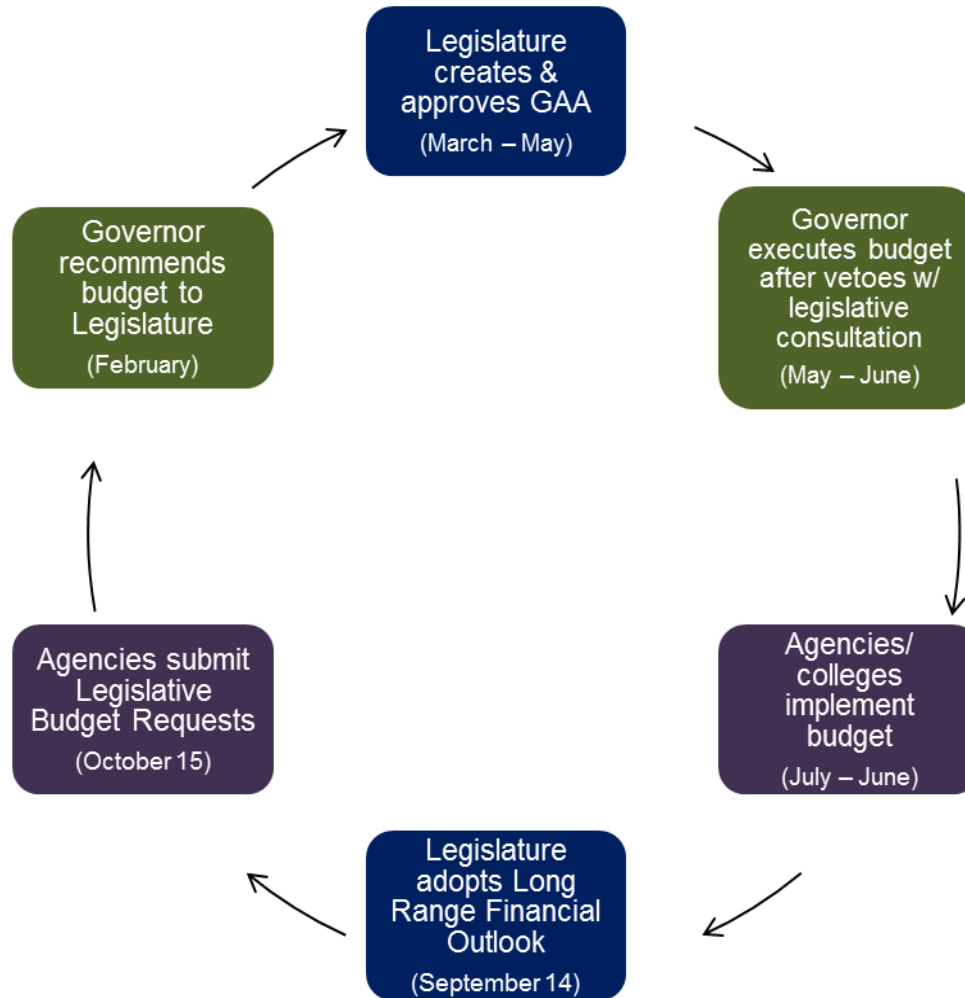 Legislature
creates &
approves GAA
(March – May)
Governor
executes budget
after vetoes w/
legislative
consultation
(May – June)
Agencies/
colleges
implement
budget
(July – June)
Legislature
adopts Long
Range Financial
Outlook
(September 14)
Agencies submit
Legislative
Budget Requests
(October 15)
Governor
recommends
budget to
Legislature
(February)